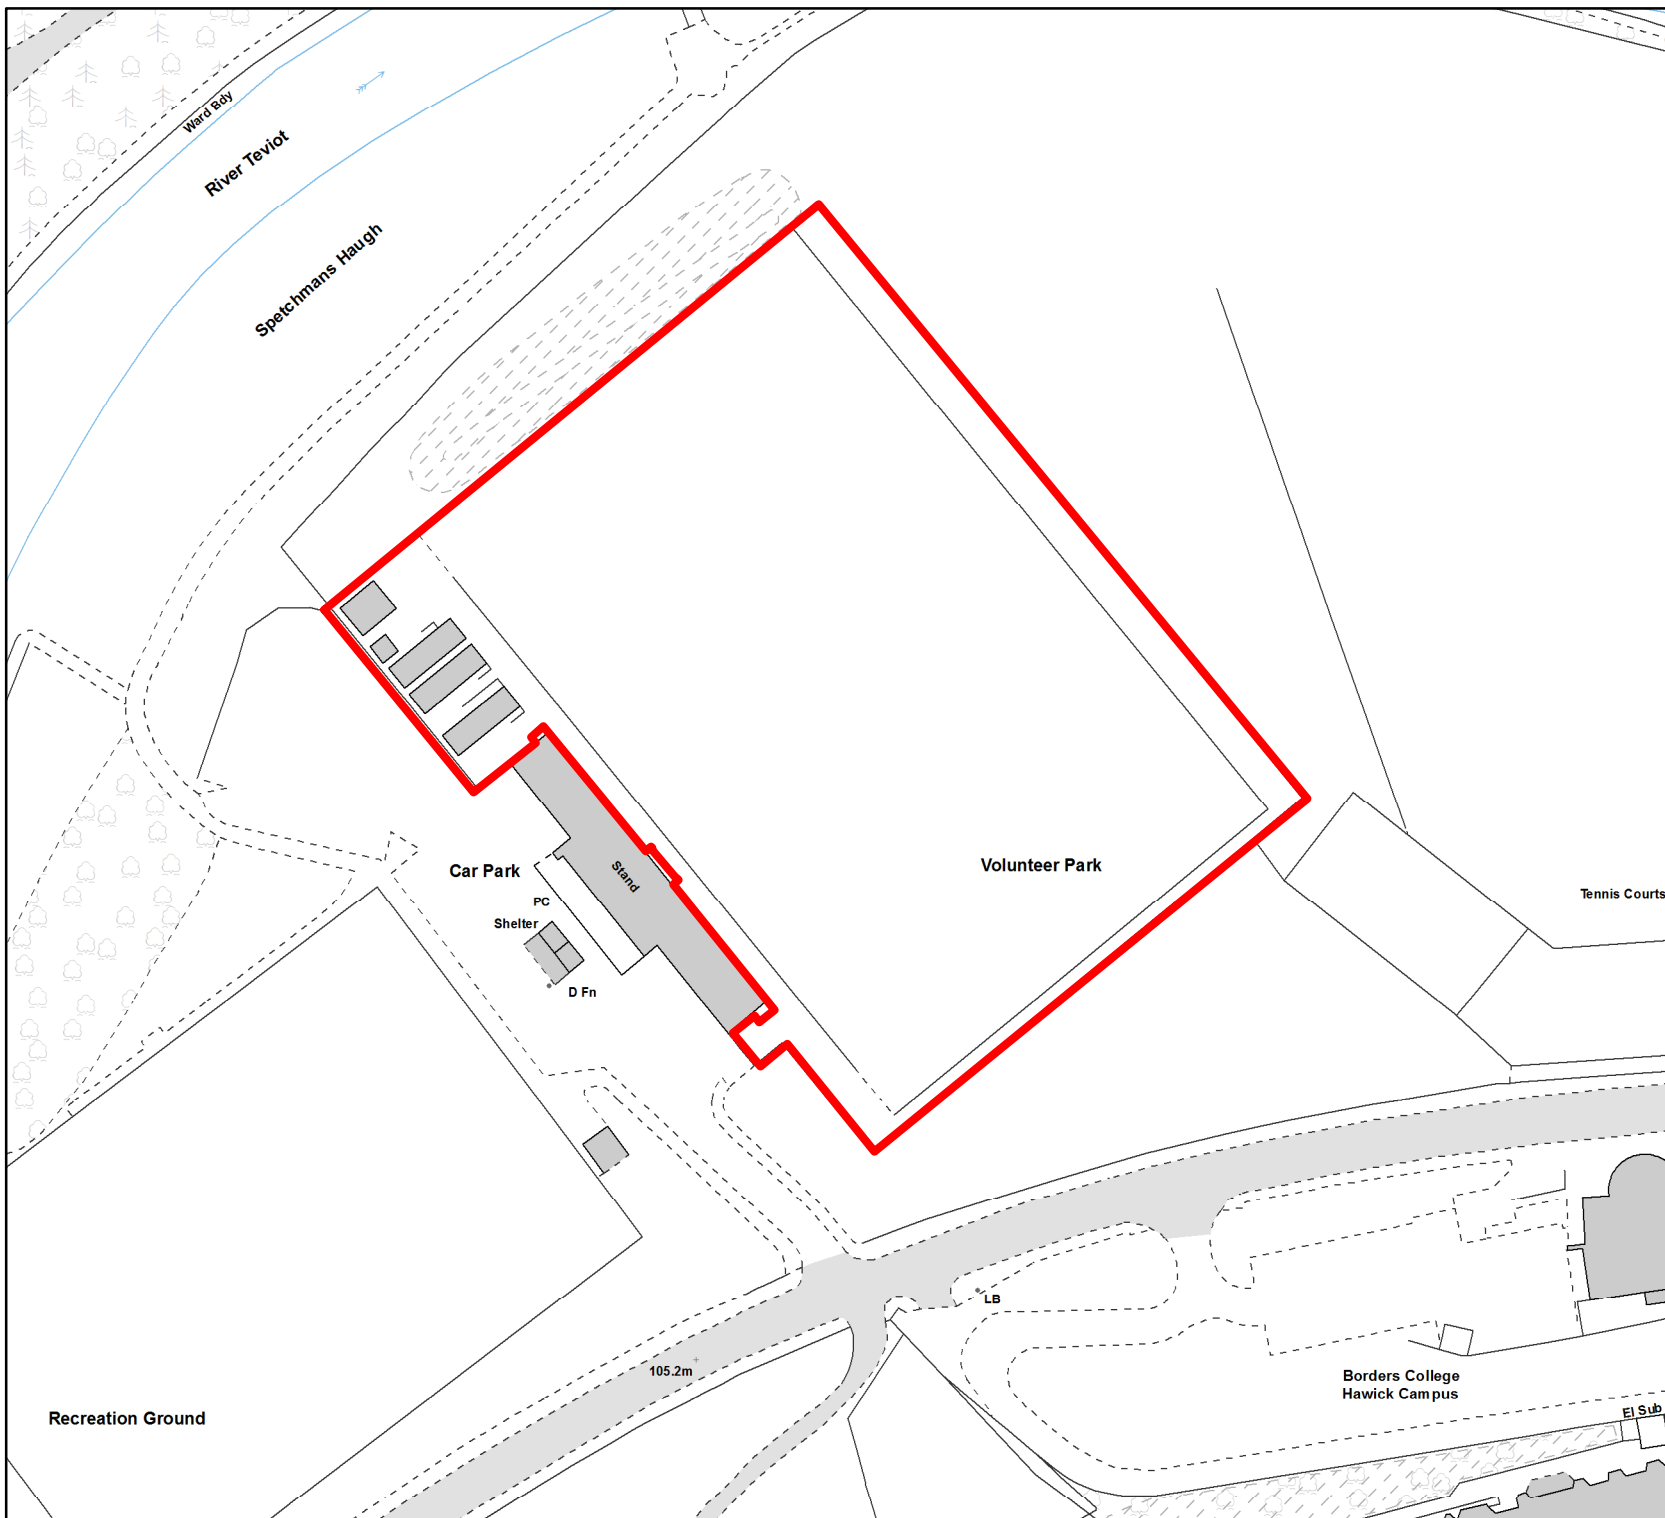 Ward Bdy
River Teviot
Spetchmans Haugh
Volunteer Park
Car Park
Stand
PC
Shelter
D Fn
Tennis Courts
LB
105.2m
Borders College
Hawick Campus
Recreation Ground
El Sub